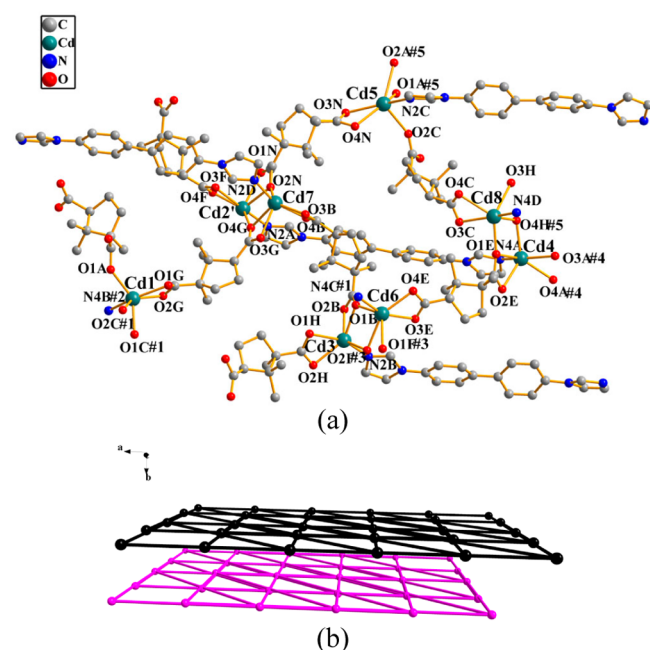 C
Cd
N
O
O2A#5
Cd5
O1A#5
O3N
N2C
O4N
O2C
O1N
O3F
N2D
O2N
O4F
Cd7
Cd2'
O3B
O4G
N2A
O4B
O3G
O4C
O3H
Cd8
N4D
O3C
O4H#5
O1E
N4A
Cd4
O3A#4
O2E
O4A#4
O1A
Cd1
O1G
N4B#2
O2G
O2C#1
O1C#1
N4C#1
O4E
Cd6
O2B
O1B
O1H
O3E
Cd3
O1F#3
O2F#3
N2B
O2H
(a)
a
b
(b)